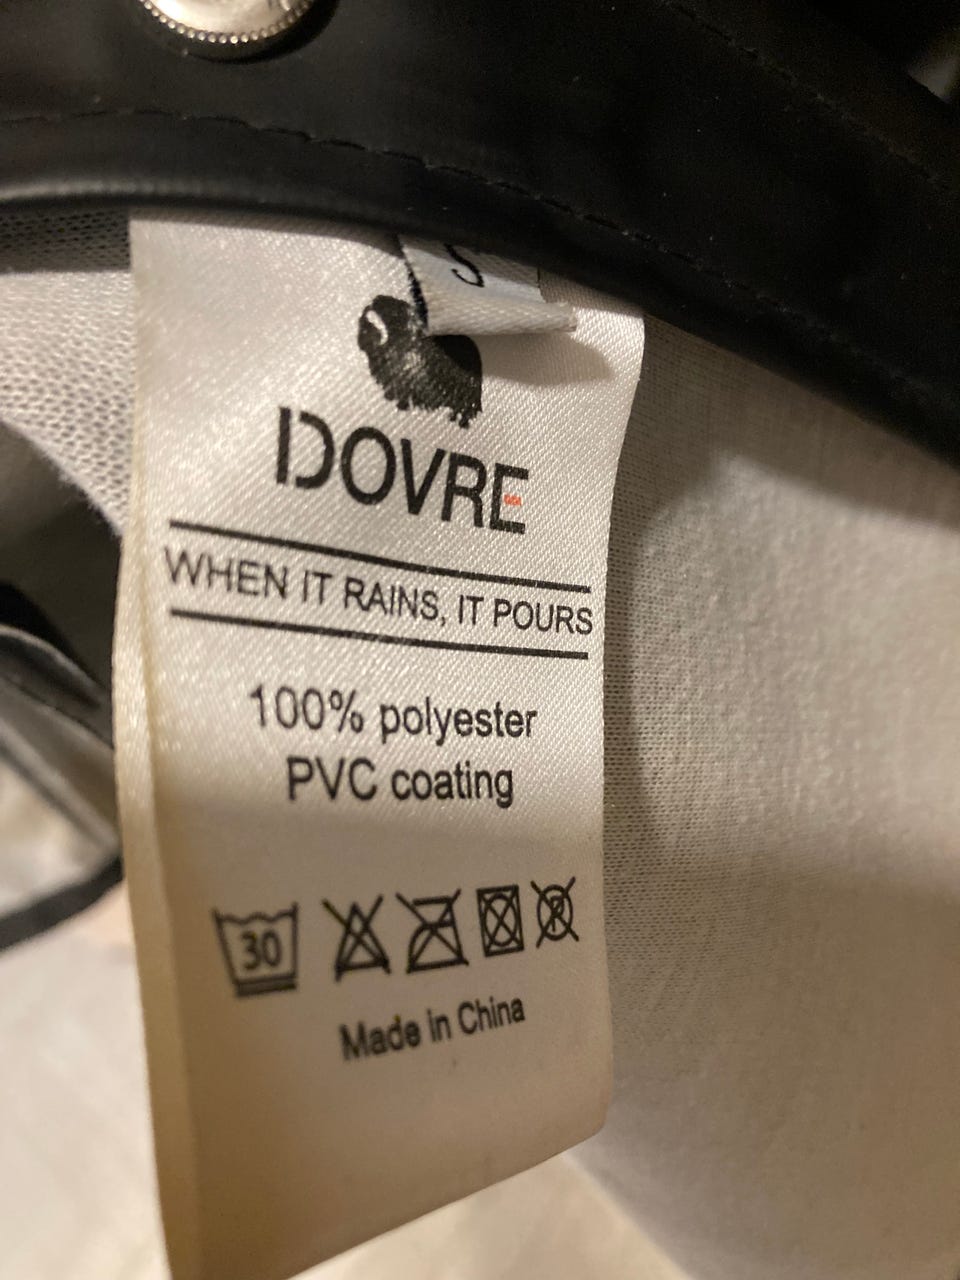 S
DOVRE
WHEN IT RAINS, IT POURS
100% polyester
PVC coating
30
P
Made in China